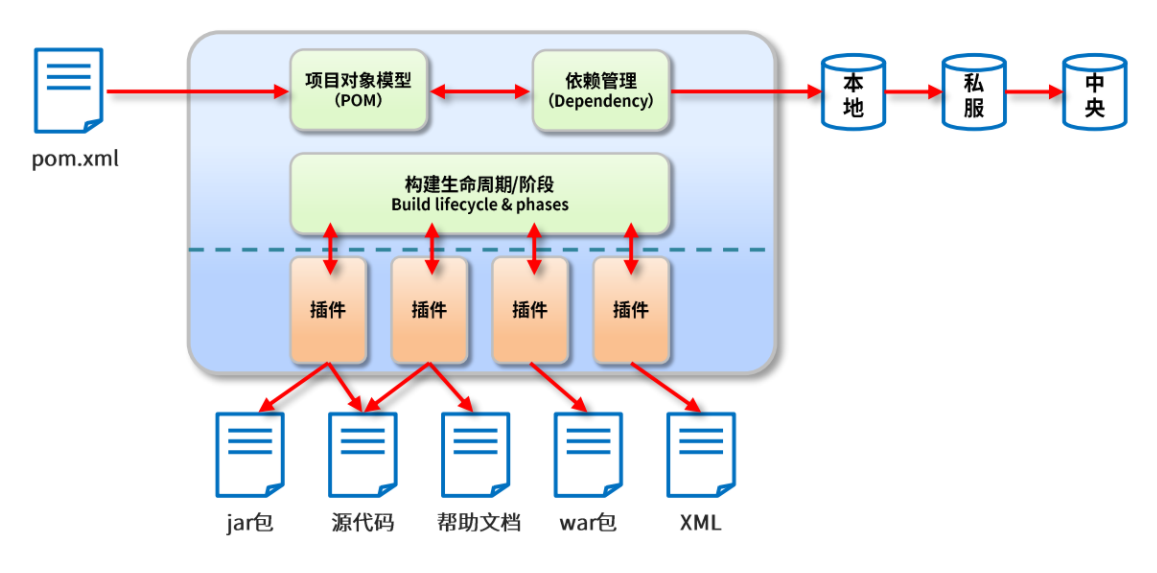 项目对象模型
（POM）
依赖管理
（Dependency）
本
地
私
服
中
央
pom.xml
构建生命周期/阶段
Build lifecycle & phases
插件
插件
插件
插件
jar包
源代码
帮助文档
war包
XML